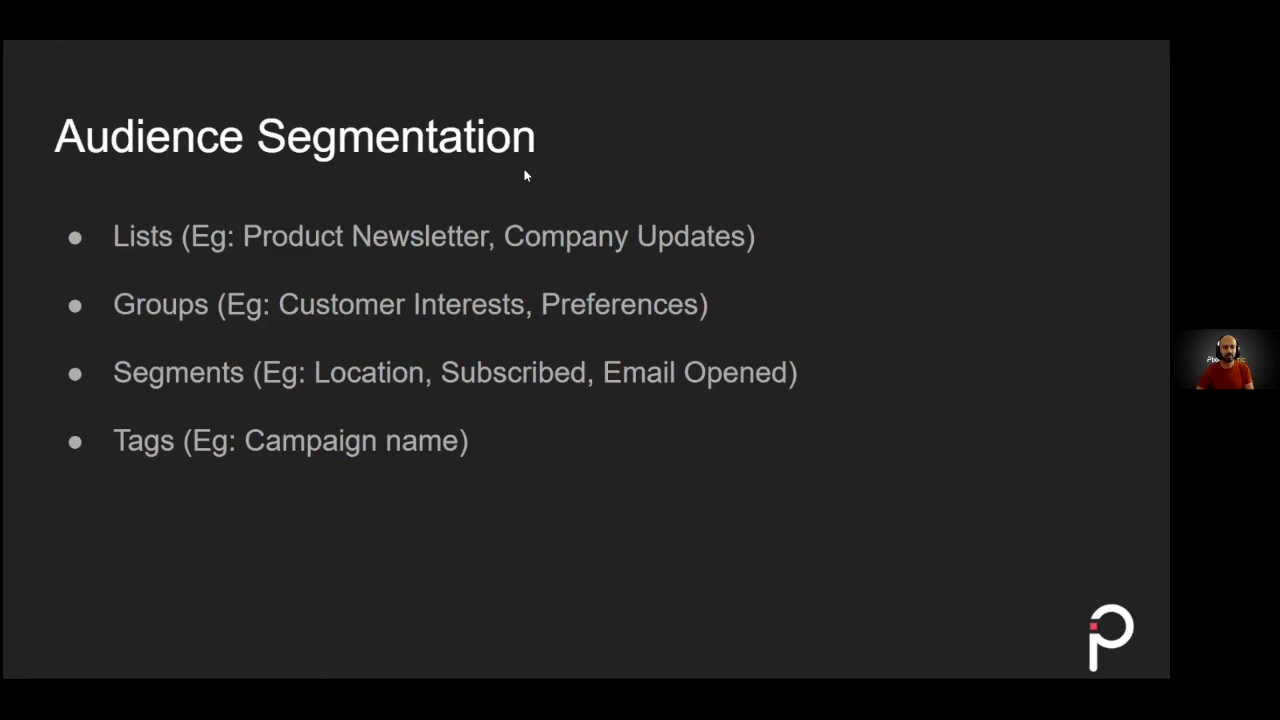 Audience Segmentation
● Lists (Eg: Product Newsletter, Company Updates)
● Groups (Eg: Customer Interests, Preferences)
● Segments (Eg: Location, Subscribed, Email Opened)
● Tags (Eg: Campaign name)